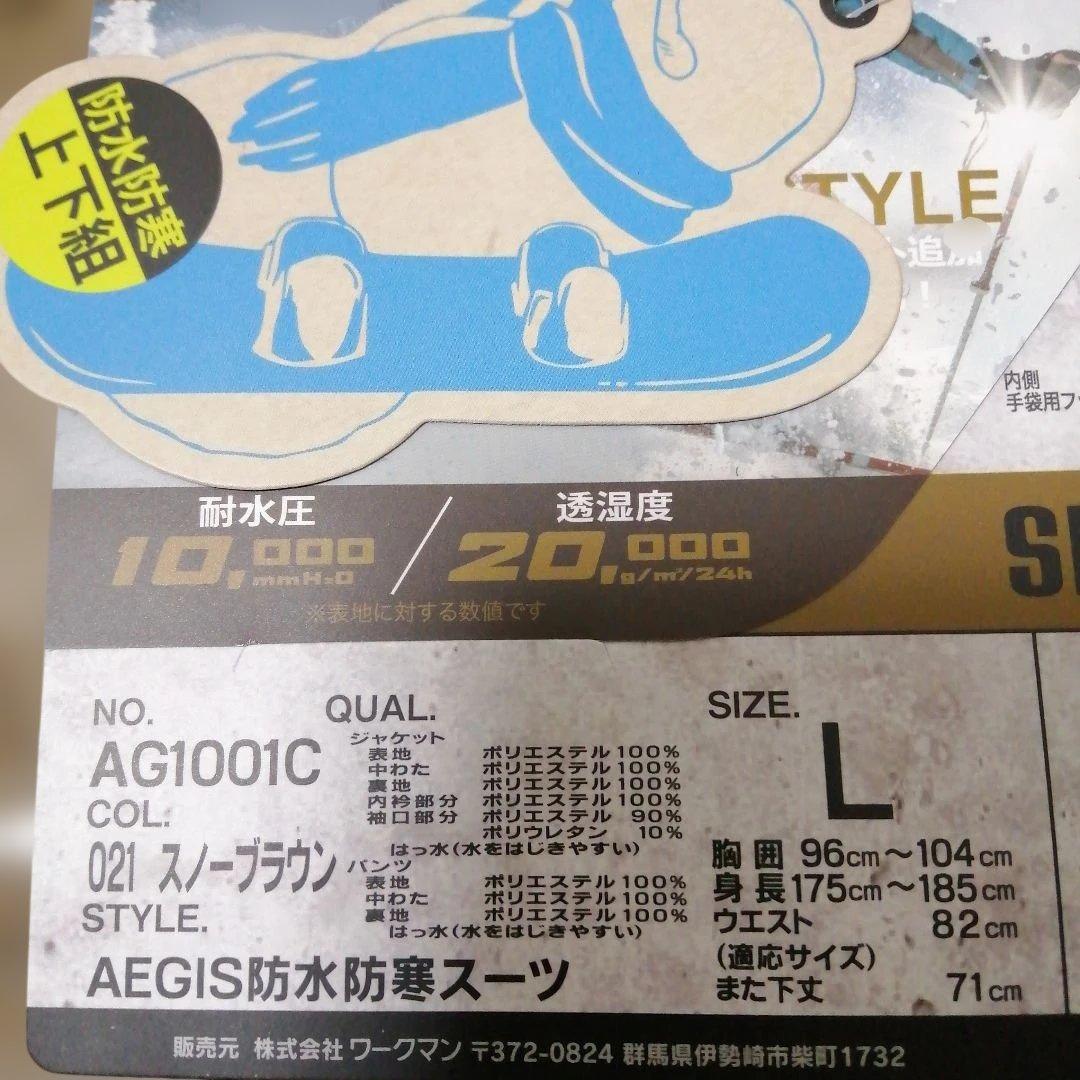 防水防寒
上下組
TYLE
追加
!
内側
手袋用フッ
耐水圧 / 透湿度
10,000mmH₂O / 20,000g/㎡/24h
※表地に対する数値です
NO.
AG1001C
COL.
021 スノーブラウン
STYLE.
AEGIS防水防寒スーツ
QUAL.
ジャケット
表地 ポリエステル100%
中わた ポリエステル100%
裏地 ポリエステル100%
内衿部分 ポリエステル100%
袖口部分 ポリエステル 90%
ポリウレタン 10%
はっ水(水をはじきやすい)
パンツ
表地 ポリエステル100%
中わた ポリエステル100%
裏地 ポリエステル100%
はっ水(水をはじきやすい)
SIZE.
L
胸囲 96cm〜104cm
身長 175cm〜185cm
ウエスト 82cm
(適応サイズ)
また下丈 71cm
販売元 株式会社 ワークマン 〒372-0824 群馬県伊勢崎市柴町1732